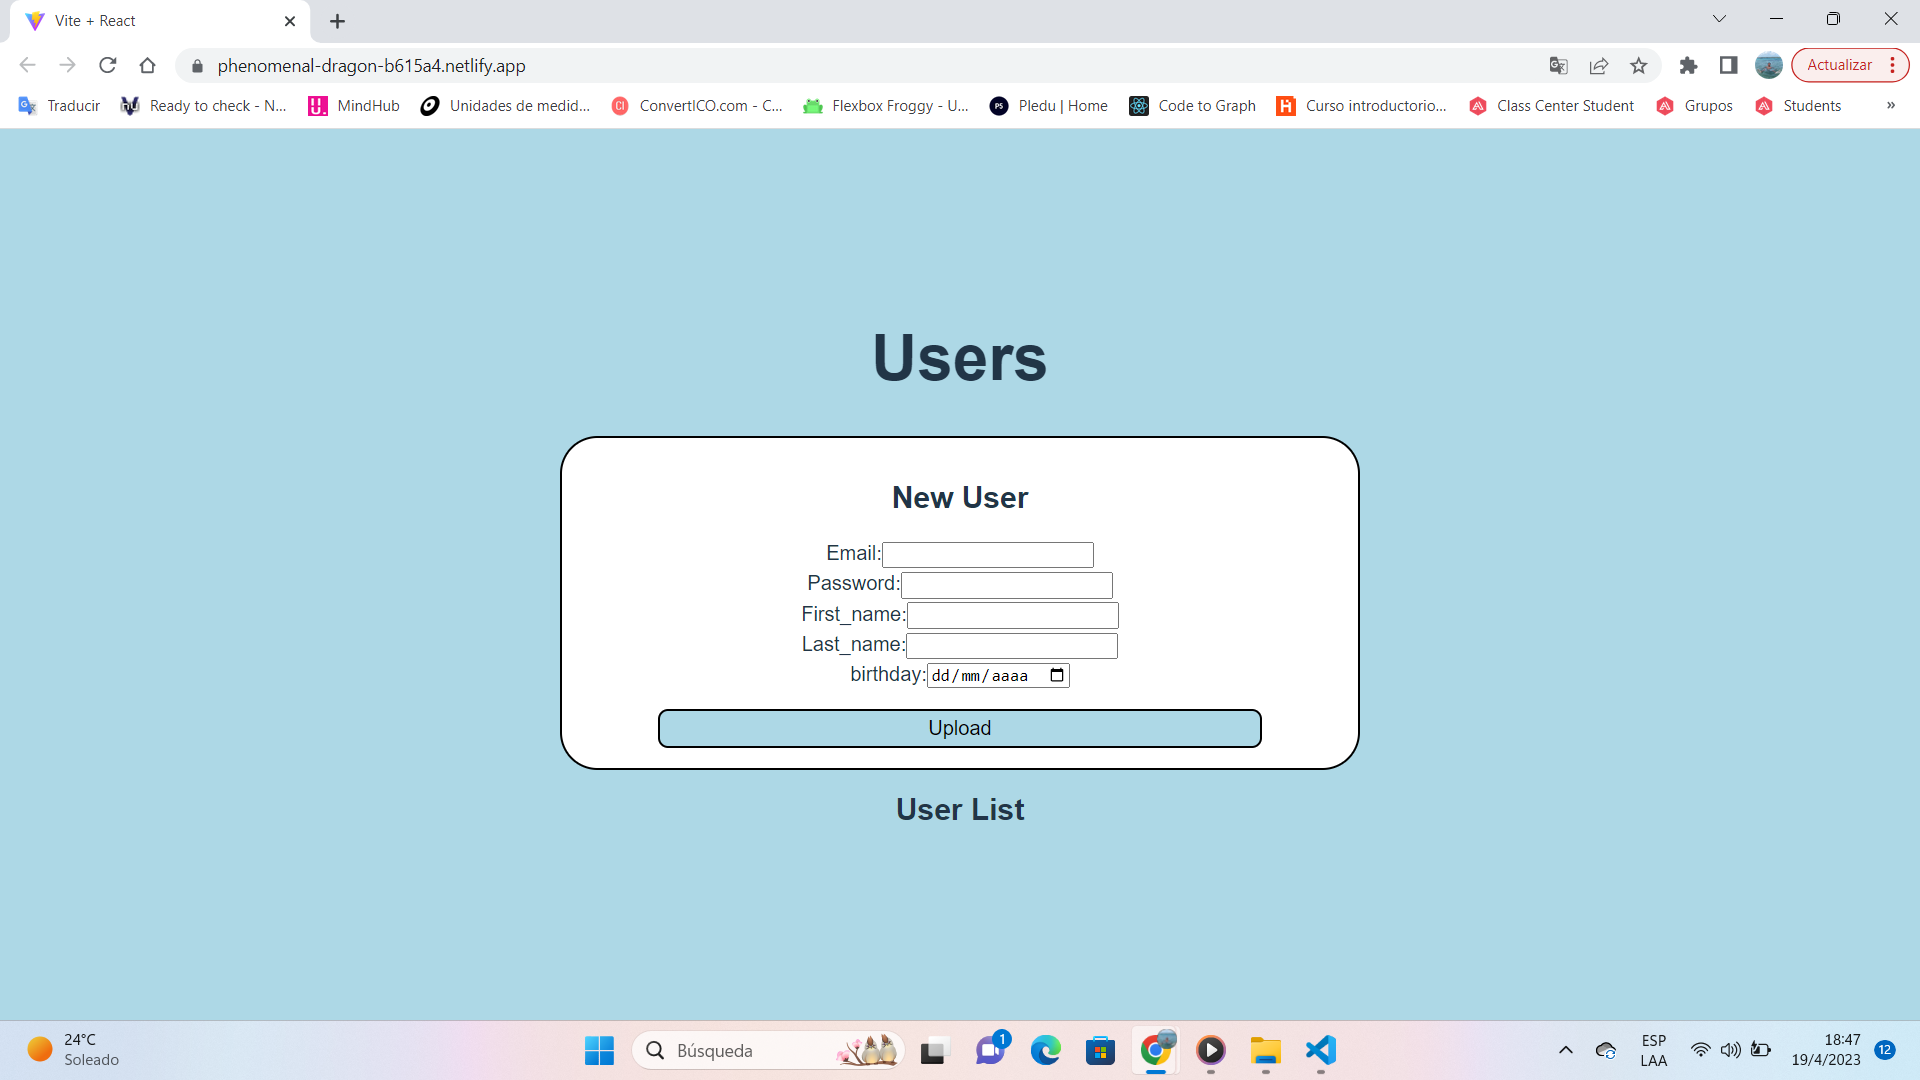 Vite + React
phenomenal-dragon-b615a4.netlify.app
Actualizar
Traducir
Ready to check - N...
MindHub
Unidades de medid...
ConvertICO.com - C...
Flexbox Froggy - U...
Pledu | Home
Code to Graph
Curso introductorio...
Class Center Student
Grupos
Students
»
Users
New User
Email:
Password:
First_name:
Last_name:
birthday: dd/mm/aaaa
Upload
User List
24°C
Soleado
Búsqueda
1
ESP
LAA
18:47
19/4/2023
12